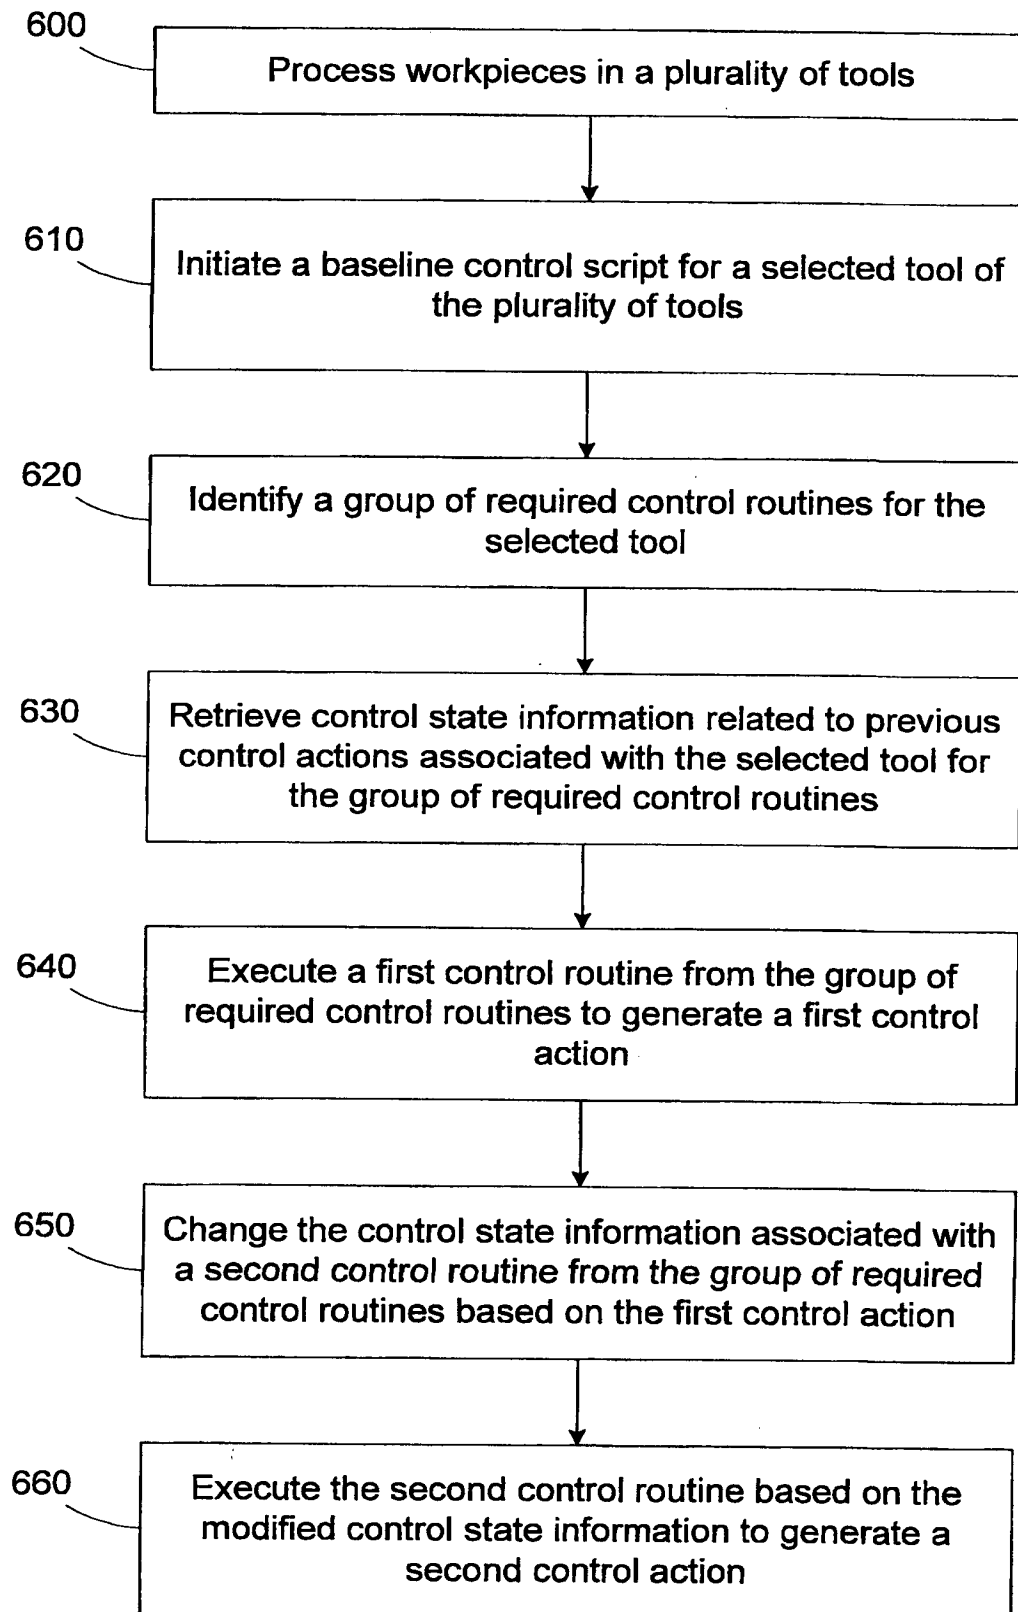 600
Process workpieces in a plurality of tools
610
Initiate a baseline control script for a selected tool of
the plurality of tools
620
Identify a group of required control routines for the
selected tool
630
Retrieve control state information related to previous
control actions associated with the selected tool for
the group of required control routines
640
Execute a first control routine from the group of
required control routines to generate a first control
action
650
Change the control state information associated with
a second control routine from the group of required
control routines based on the first control action
660
Execute the second control routine based on the
modified control state information to generate a
second control action